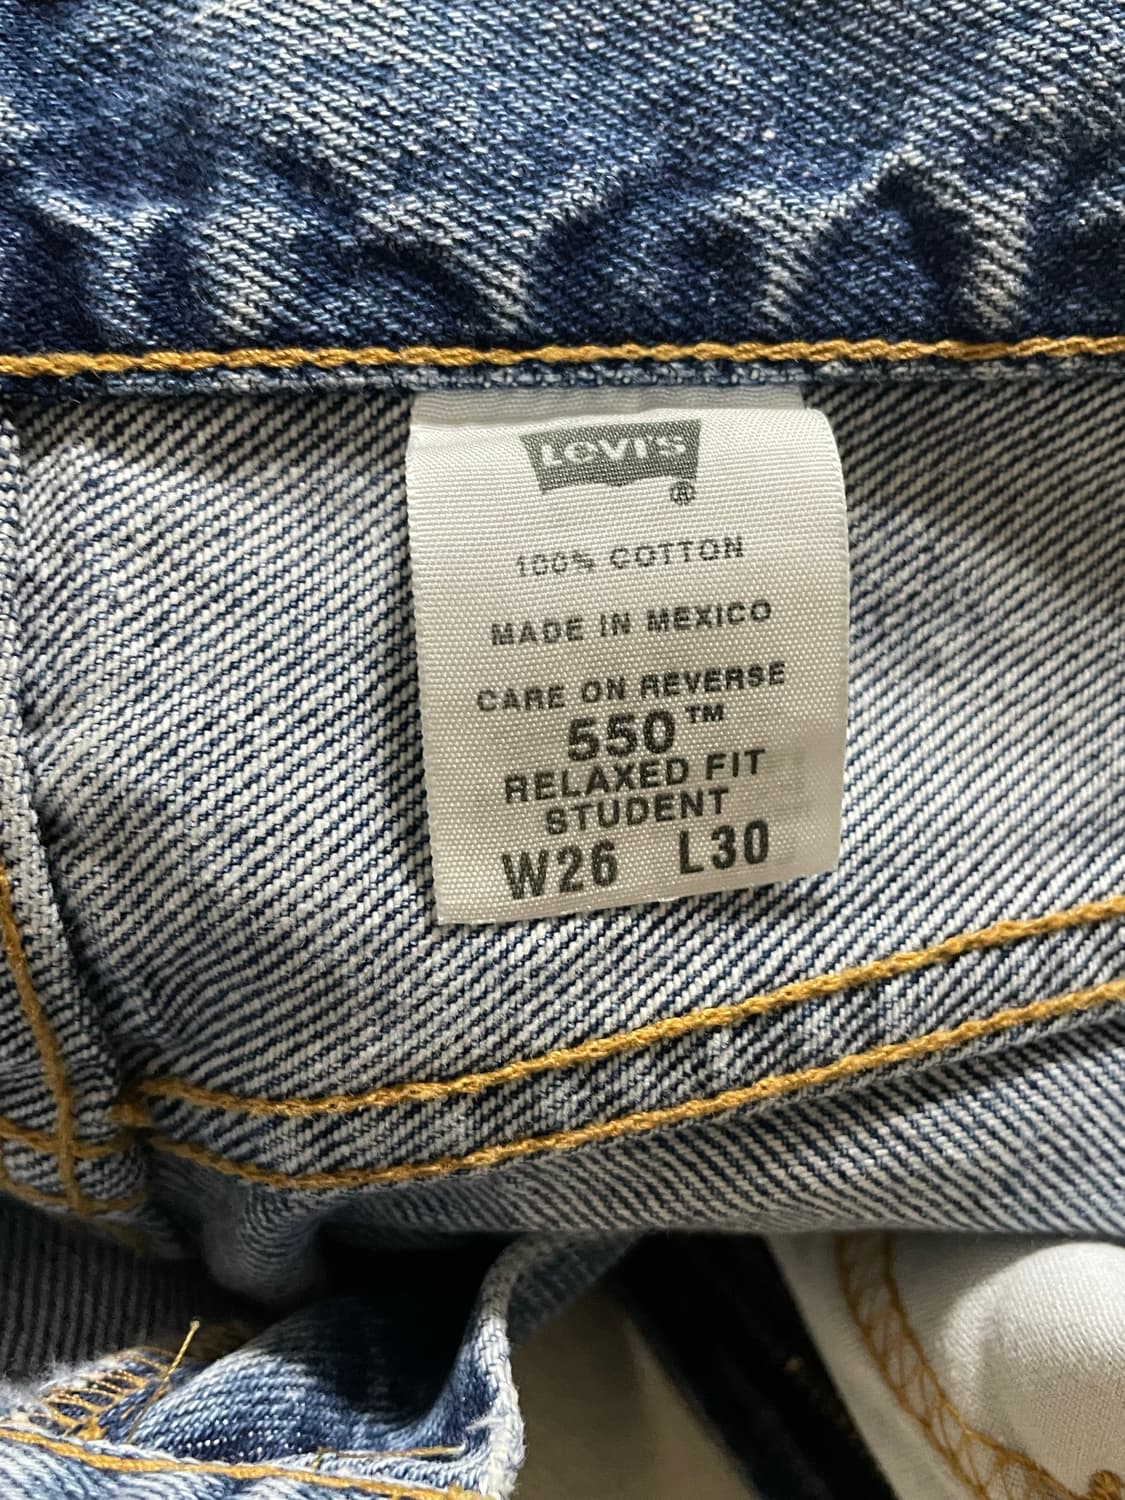 LEVI'S
®
100% COTTON
MADE IN MEXICO
CARE ON REVERSE
550™
RELAXED FIT
STUDENT
W26 L30